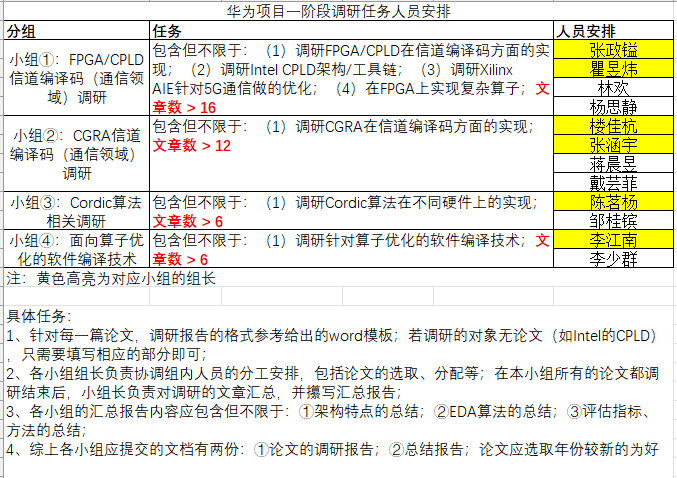 华为项目一阶段调研任务人员安排
分组 任务 人员安排
小组①：FPGA/CPLD
信道编译码（通信领
域）调研
包含但不限于：（1）调研FPGA/CPLD在信道编译码方面的实
现；（2）调研Intel CPLD架构/工具链；（3）调研Xilinx
AIE针对5G通信做的优化；（4）在FPGA上实现复杂算子；文
章数 > 16
张政镒
瞿昱炜
林欢
杨思静
小组②：CGRA信道
编译码（通信领域）
调研
包含但不限于：（1）调研CGRA在信道编译码方面的实现；
文章数 > 12
楼佳杭
张涵宇
蒋晨昱
戴芸菲
小组③：Cordic算法
相关调研
包含但不限于：（1）调研Cordic算法在不同硬件上的实现；
文章数 > 6
陈茗杨
邹桂镔
小组④：面向算子优
化的软件编译技术
包含但不限于：（1）调研针对算子优化的软件编译技术；文
章数 > 6
李江南
李少群
注：黄色高亮为对应小组的组长
具体任务：
1、针对每一篇论文，调研报告的格式参考给出的word模板；若调研的对象无论文（如Intel的CPLD）
，只需要填写相应的部分即可；
2、各小组组长负责协调组内人员的分工安排，包括论文的选取、分配等；在本小组所有的论文都调
研结束后，小组长负责对调研的文章汇总，并攥写汇总报告；
3、各小组的汇总报告内容应包含但不限于：①架构特点的总结；②EDA算法的总结；③评估指标、
方法的总结；
4、综上各小组应提交的文档有两份：①论文的调研报告；②总结报告；论文应选取年份较新的为好